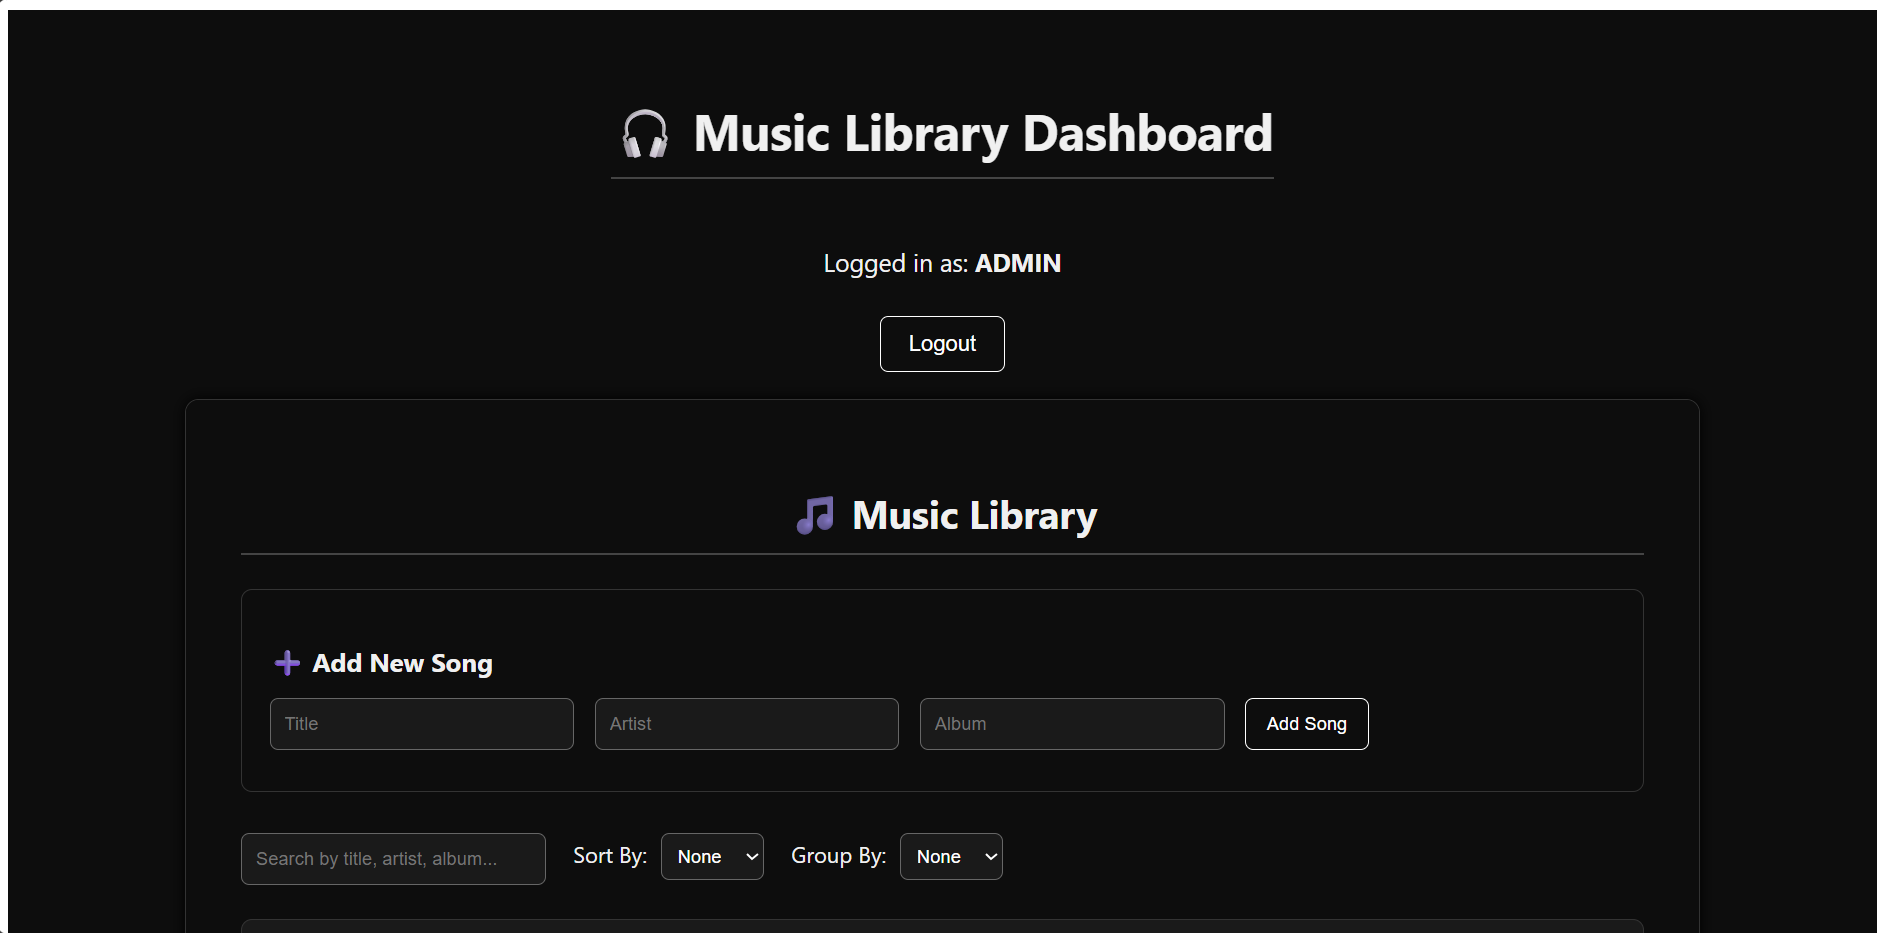 Music Library Dashboard
Logged in as: ADMIN
Logout
Music Library
Add New Song
Title Artist Album Add Song
Search by title, artist, album... Sort By: None Group By: None